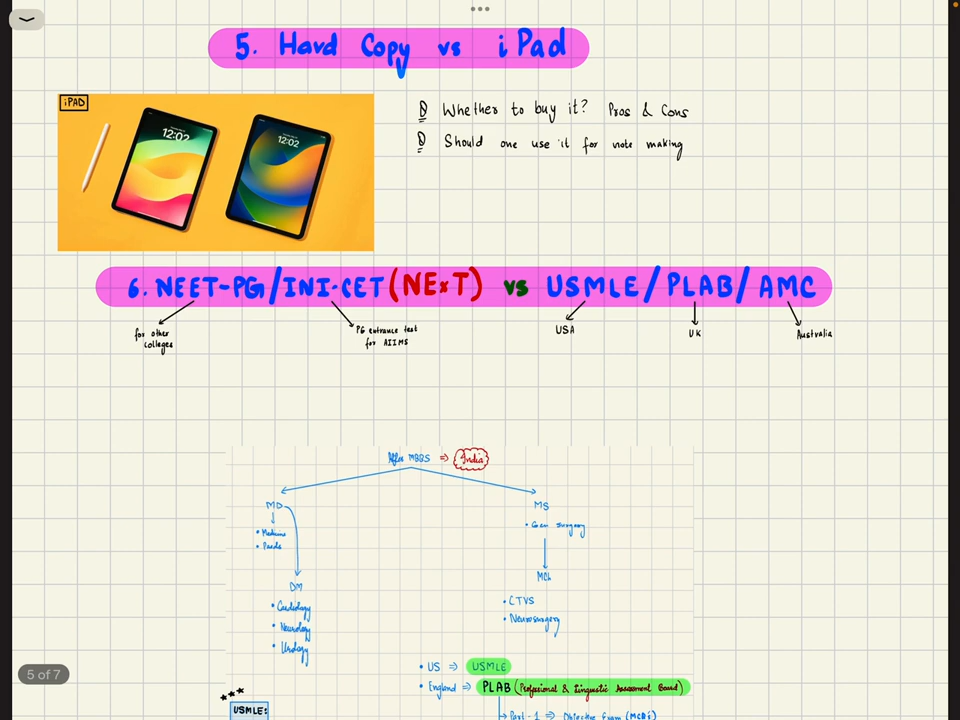 5. Hard Copy vs iPad
iPAD
12:02
12:02
Q Whether to buy it? Pros & Cons
Q Should one use it for note making
6. NEET-PG/INI-CET (NExT) vs USMLE/PLAB/AMC
for other colleges
PG entrance test for AIIMS
USA
UK
Australia
After MBBS ⇒ India
MD
• Medicine
• Paeds
DM
• Cardiology
• Neurology
• Urology
MS
• Gen surgery
MCh
• CTVS
• Neurosurgery
5 of 7
• US ⇒ USMLE
• England ⇒ PLAB (Professional & Linguistic Assessment Board)
→ Part-1 ⇒ Objective Exam (MCQs)
USMLE: